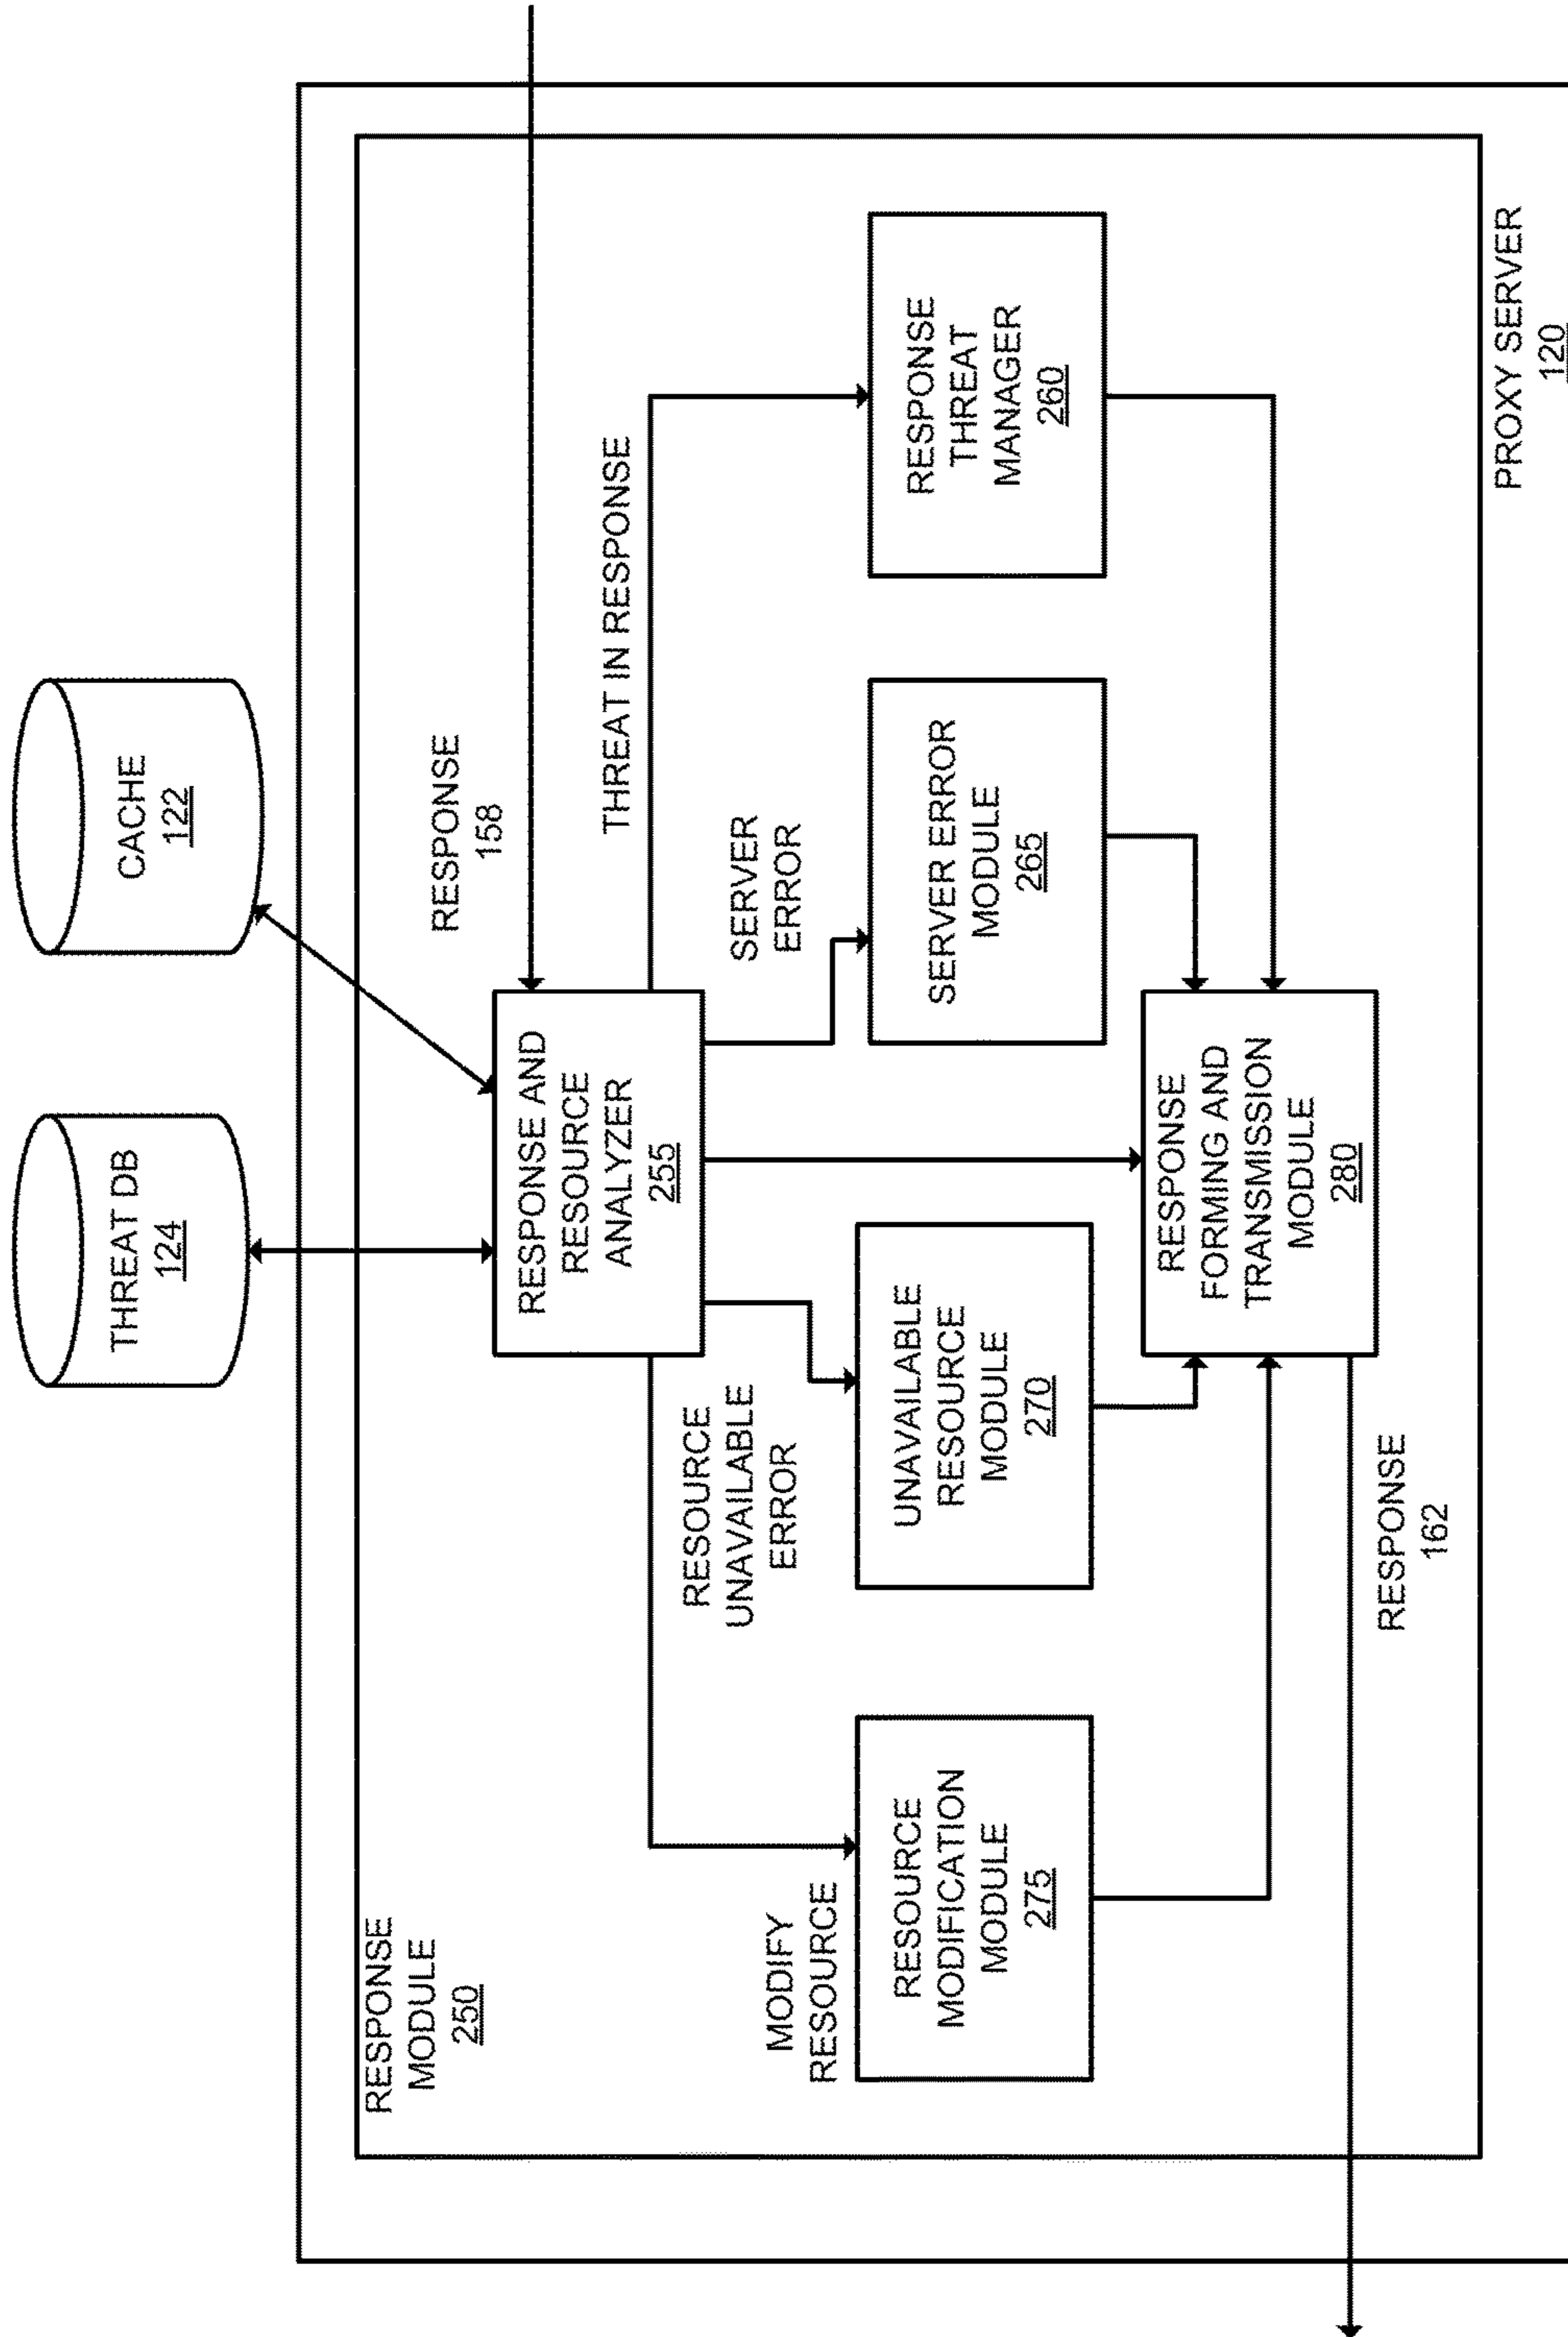 THREAT DB
124
CACHE
122
RESPONSE
MODULE
250
RESPONSE
158
RESPONSE AND
RESOURCE
ANALYZER
255
THREAT IN RESPONSE
SERVER
ERROR
RESOURCE
UNAVAILABLE
ERROR
MODIFY
RESOURCE
RESOURCE
MODIFICATION
MODULE
275
UNAVAILABLE
RESOURCE
MODULE
270
SERVER ERROR
MODULE
265
RESPONSE
THREAT
MANAGER
260
RESPONSE
FORMING AND
TRANSMISSION
MODULE
280
RESPONSE
162
PROXY SERVER
120